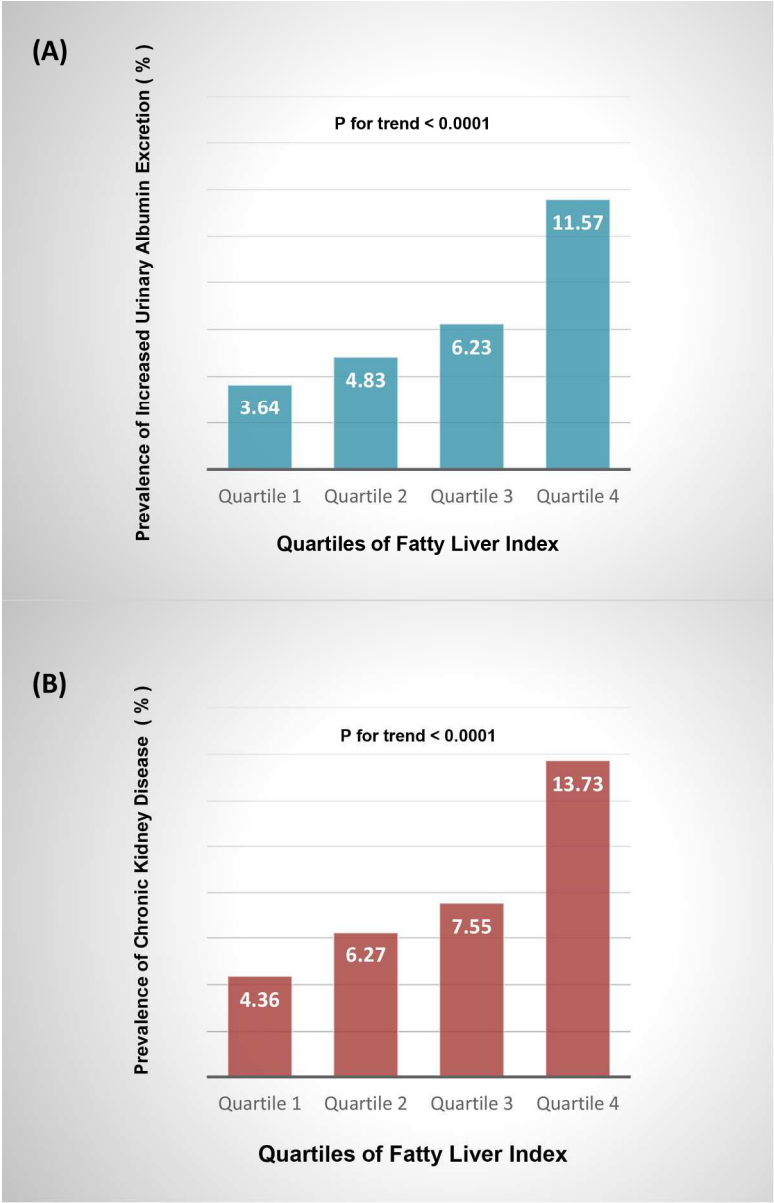 (A)
Prevalence of Increased Urinary Albumin Excretion ( % )
P for trend < 0.0001
11.57
6.23
4.83
3.64
Quartile 1 Quartile 2 Quartile 3 Quartile 4
Quartiles of Fatty Liver Index
(B)
Prevalence of Chronic Kidney Disease ( % )
P for trend < 0.0001
13.73
7.55
6.27
4.36
Quartile 1 Quartile 2 Quartile 3 Quartile 4
Quartiles of Fatty Liver Index